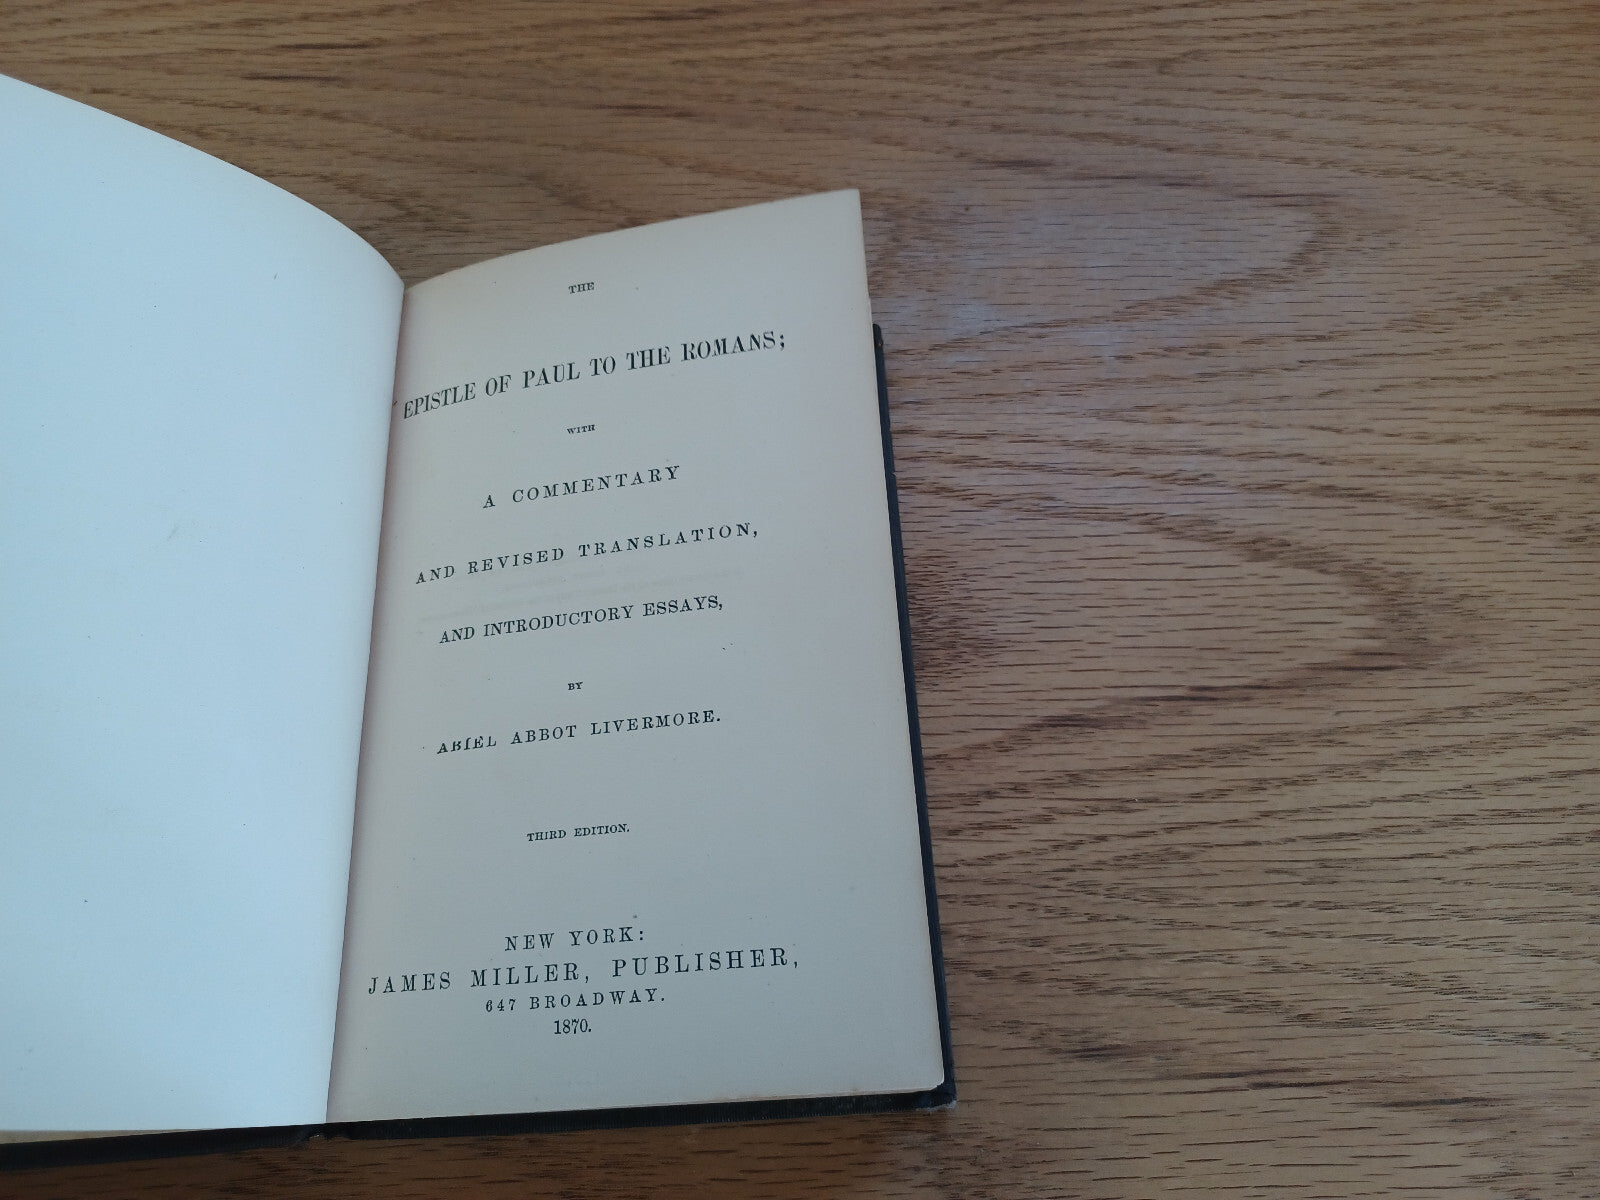 THE
EPISTLE OF PAUL TO THE ROMANS;
WITH
A COMMENTARY
AND REVISED TRANSLATION,
AND INTRODUCTORY ESSAYS,
BY
ABIEL ABBOT LIVERMORE.
THIRD EDITION.
NEW YORK:
JAMES MILLER, PUBLISHER,
647 BROADWAY.
1870.